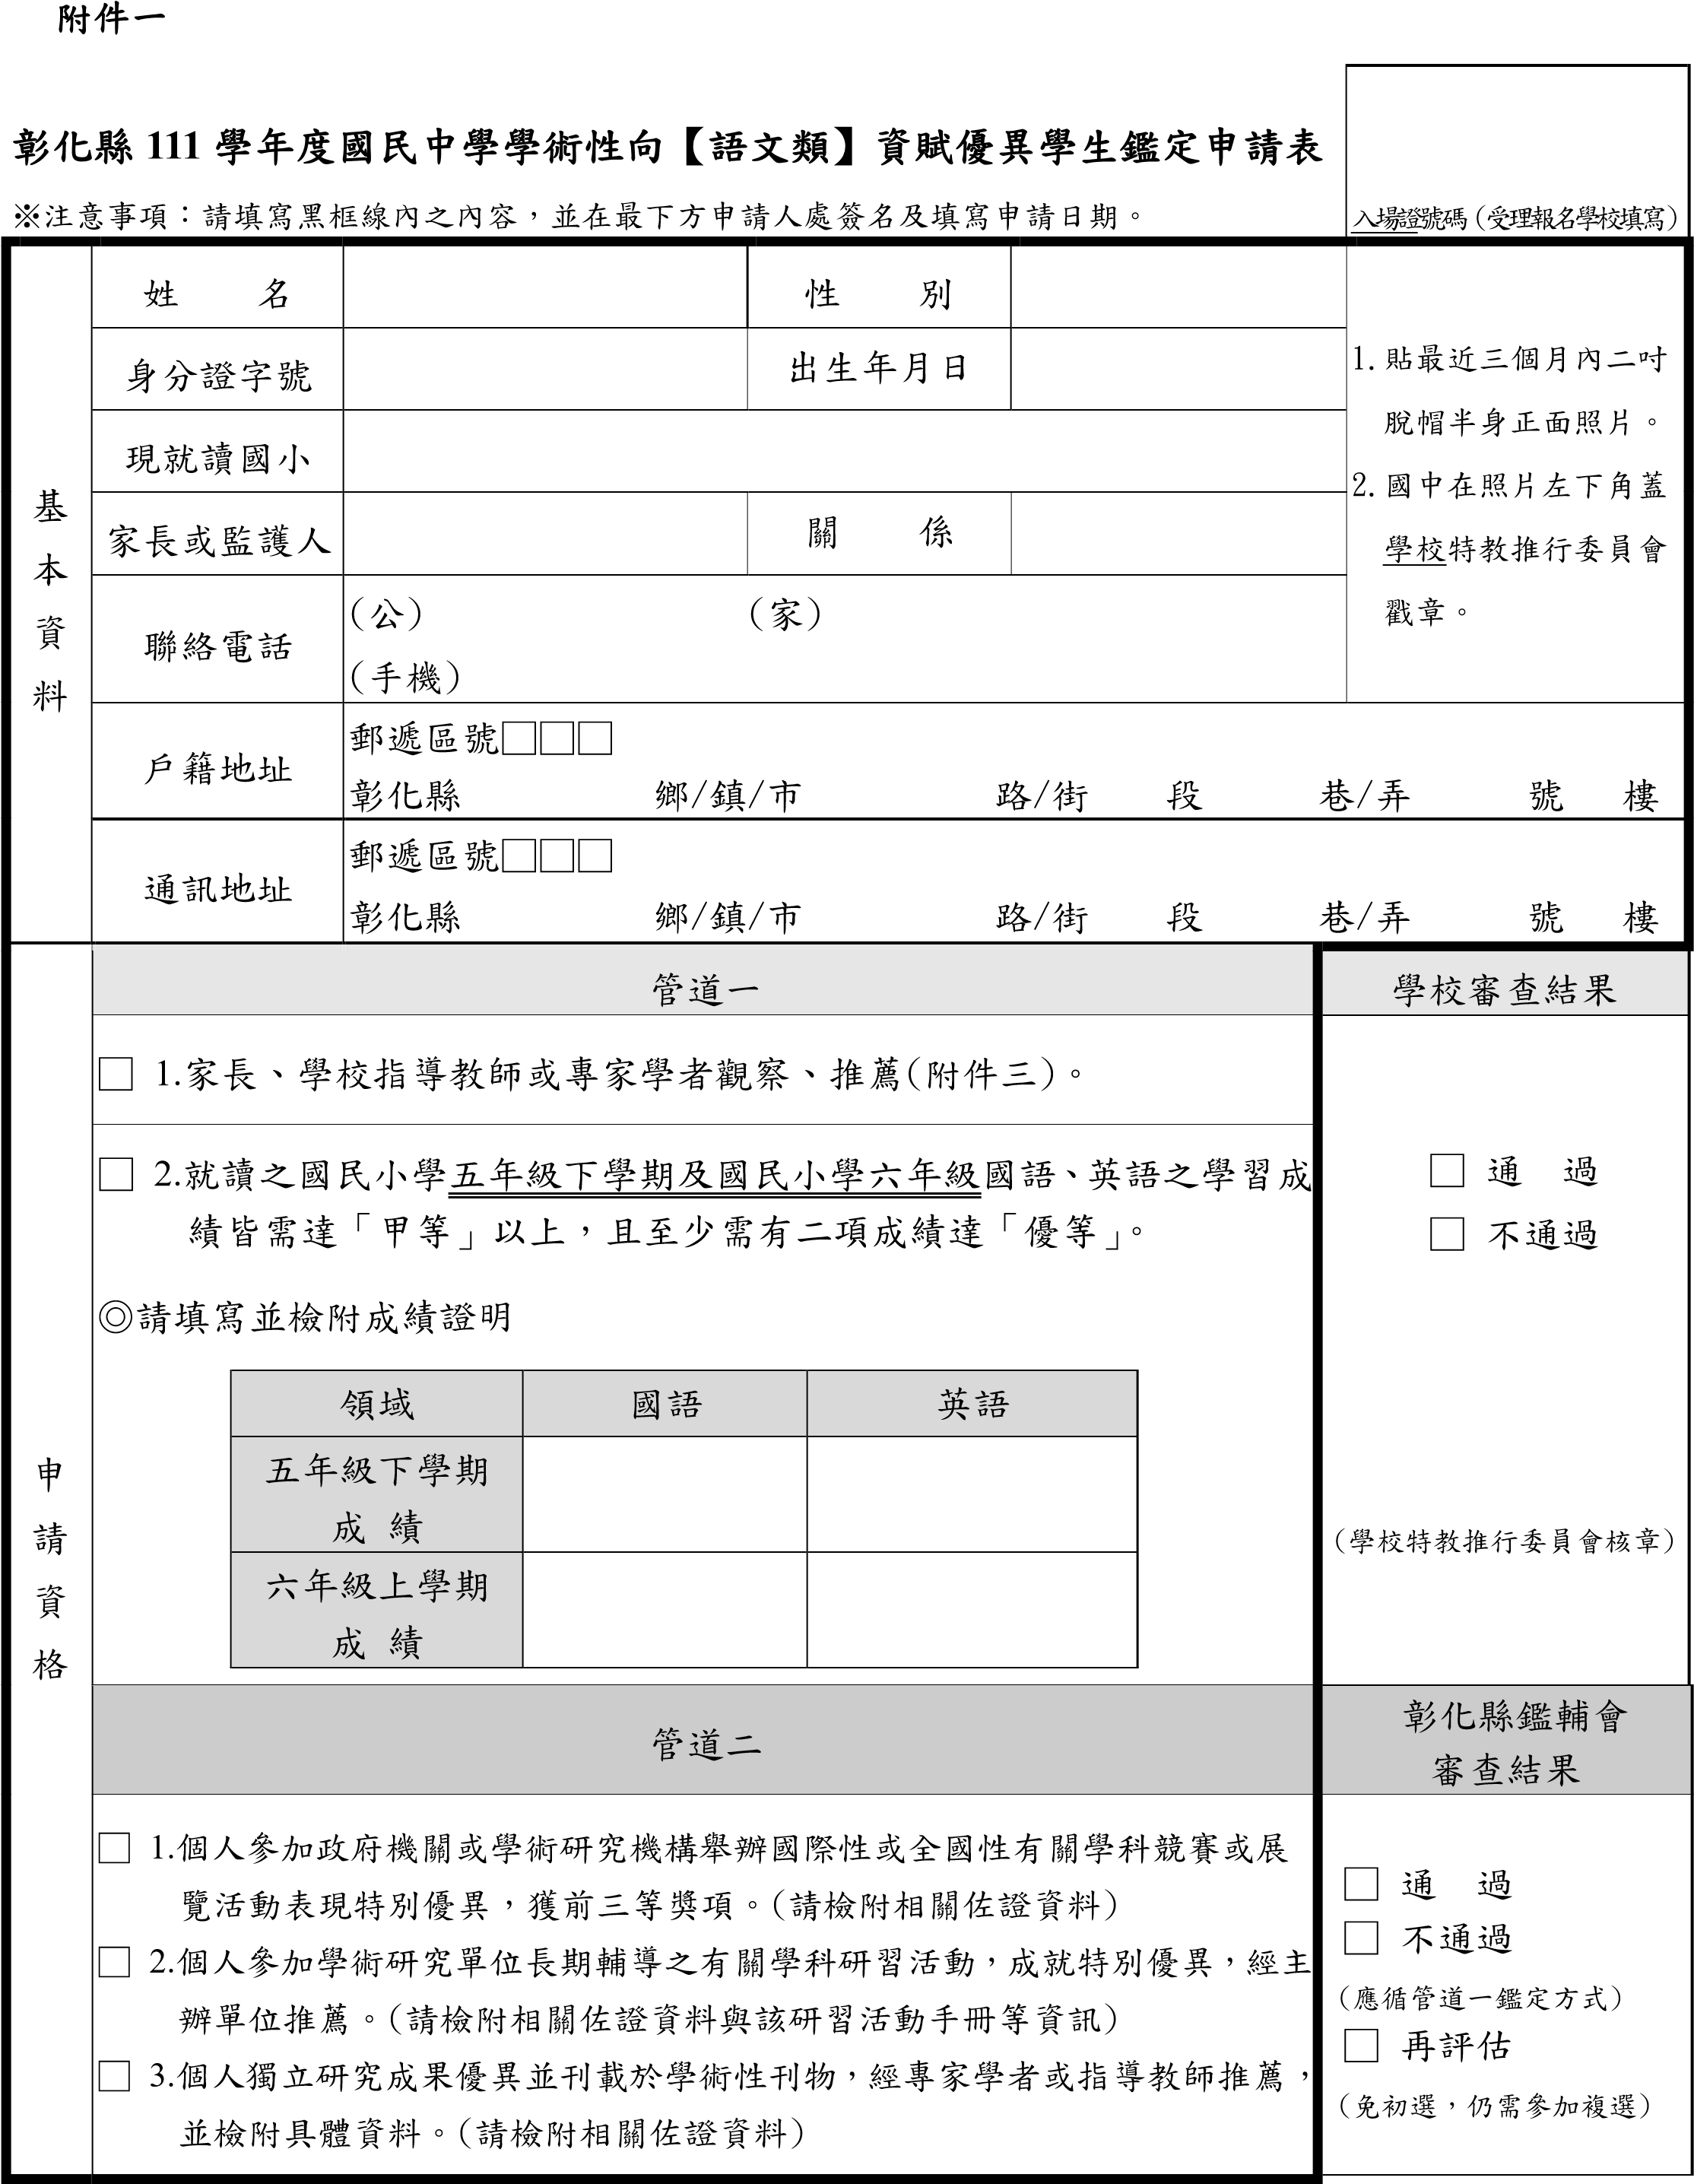 附件一
彰化縣 111 學年度國民中學學術性向【語文類】資賦優異學生鑑定申請表
※注意事項：請填寫黑框線內之內容，並在最下方申請人處簽名及填寫申請日期。
入場證號碼(受理報名學校填寫)
基本資料
姓 名
性 別
身分證字號
出生年月日
現就讀國小
家長或監護人
關 係
聯絡電話
(公) (家)
(手機)
1. 貼最近三個月內二吋
脫帽半身正面照片。
2. 國中在照片左下角蓋
學校特教推行委員會
戳章。
戶籍地址
郵遞區號□□□
彰化縣 鄉/鎮/市 路/街 段 巷/弄 號 樓
通訊地址
郵遞區號□□□
彰化縣 鄉/鎮/市 路/街 段 巷/弄 號 樓
申請資格
管道一
學校審查結果
□ 1.家長、學校指導教師或專家學者觀察、推薦(附件三)。
□ 2.就讀之國民小學五年級下學期及國民小學六年級國語、英語之學習成
績皆需達「甲等」以上，且至少需有二項成績達「優等」。
◎請填寫並檢附成績證明
領域 國語 英語
五年級下學期
成 績
六年級上學期
成 績
□ 通 過
□ 不通過
(學校特教推行委員會核章)
管道二
彰化縣鑑輔會
審查結果
□ 1.個人參加政府機關或學術研究機構舉辦國際性或全國性有關學科競賽或展
覽活動表現特別優異，獲前三等獎項。(請檢附相關佐證資料)
□ 2.個人參加學術研究單位長期輔導之有關學科研習活動，成就特別優異，經主
辦單位推薦。(請檢附相關佐證資料與該研習活動手冊等資訊)
□ 3.個人獨立研究成果優異並刊載於學術性刊物，經專家學者或指導教師推薦，
並檢附具體資料。(請檢附相關佐證資料)
□ 通 過
□ 不通過
(應循管道一鑑定方式)
□ 再評估
(免初選，仍需參加複選)